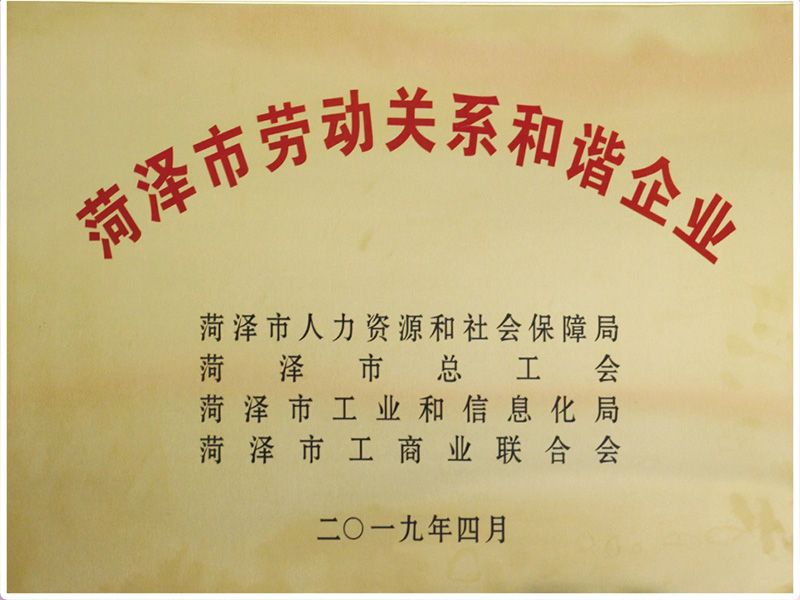 菏泽市劳动关系和谐企业
菏泽市人力资源和社会保障局
菏泽市总工会
菏泽市工业和信息化局
菏泽市工商业联合会
二〇一九年四月